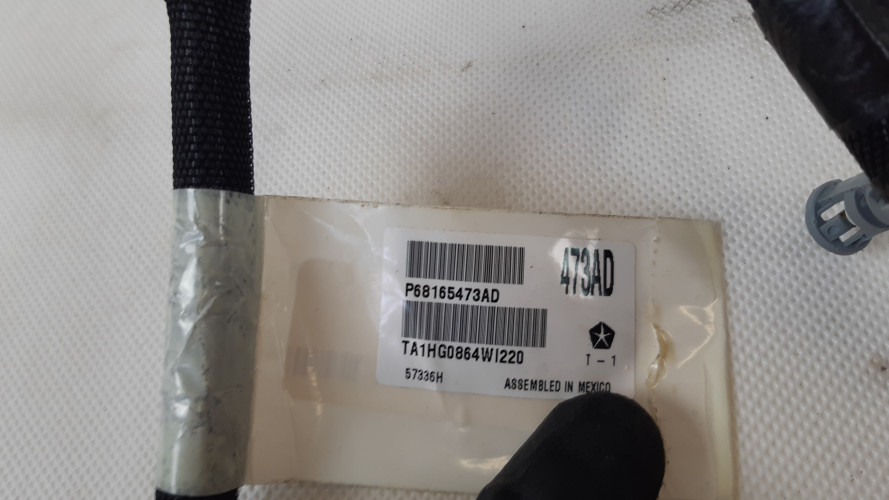 473AD
P68165473AD
TA1HG0864WI220
T - 1
57336H
ASSEMBLED IN MEXICO